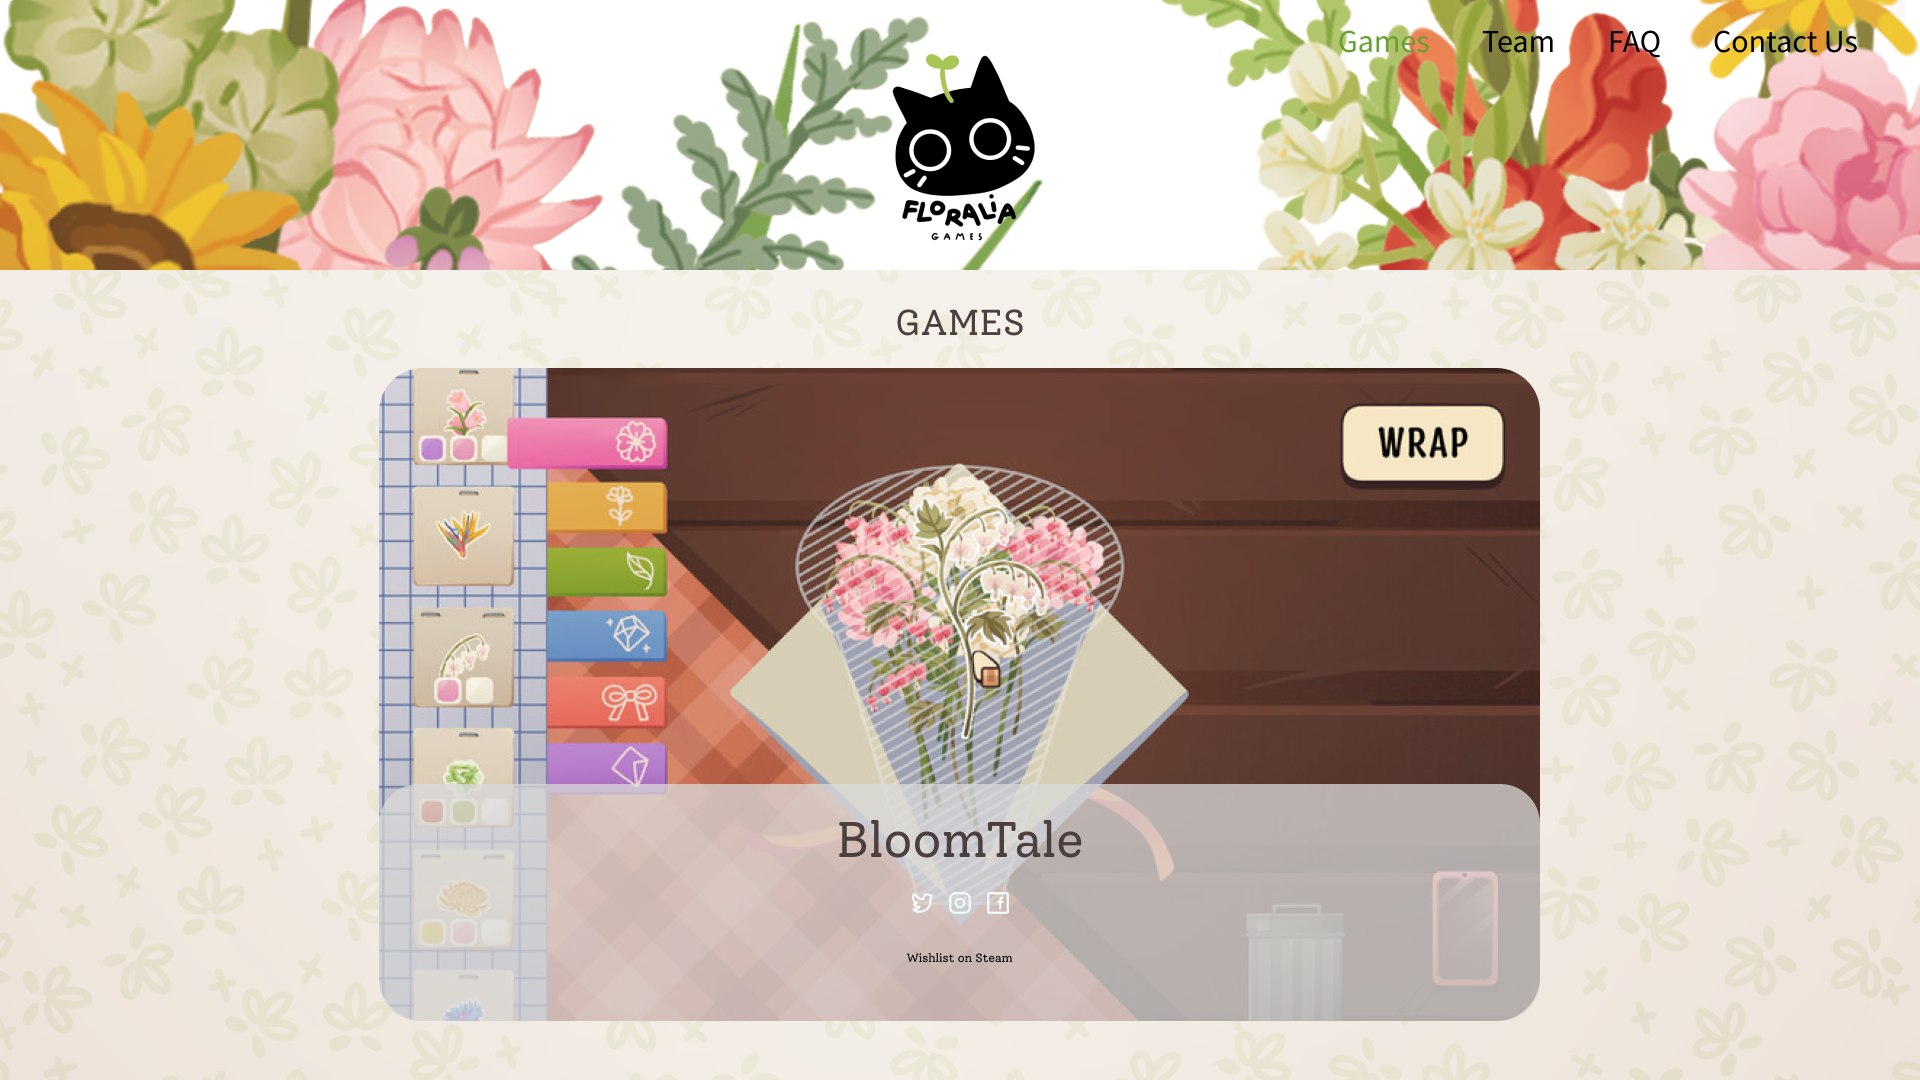 Games Team FAQ Contact Us
FLORALIA
GAMES
GAMES
WRAP
BloomTale
Wishlist on Steam